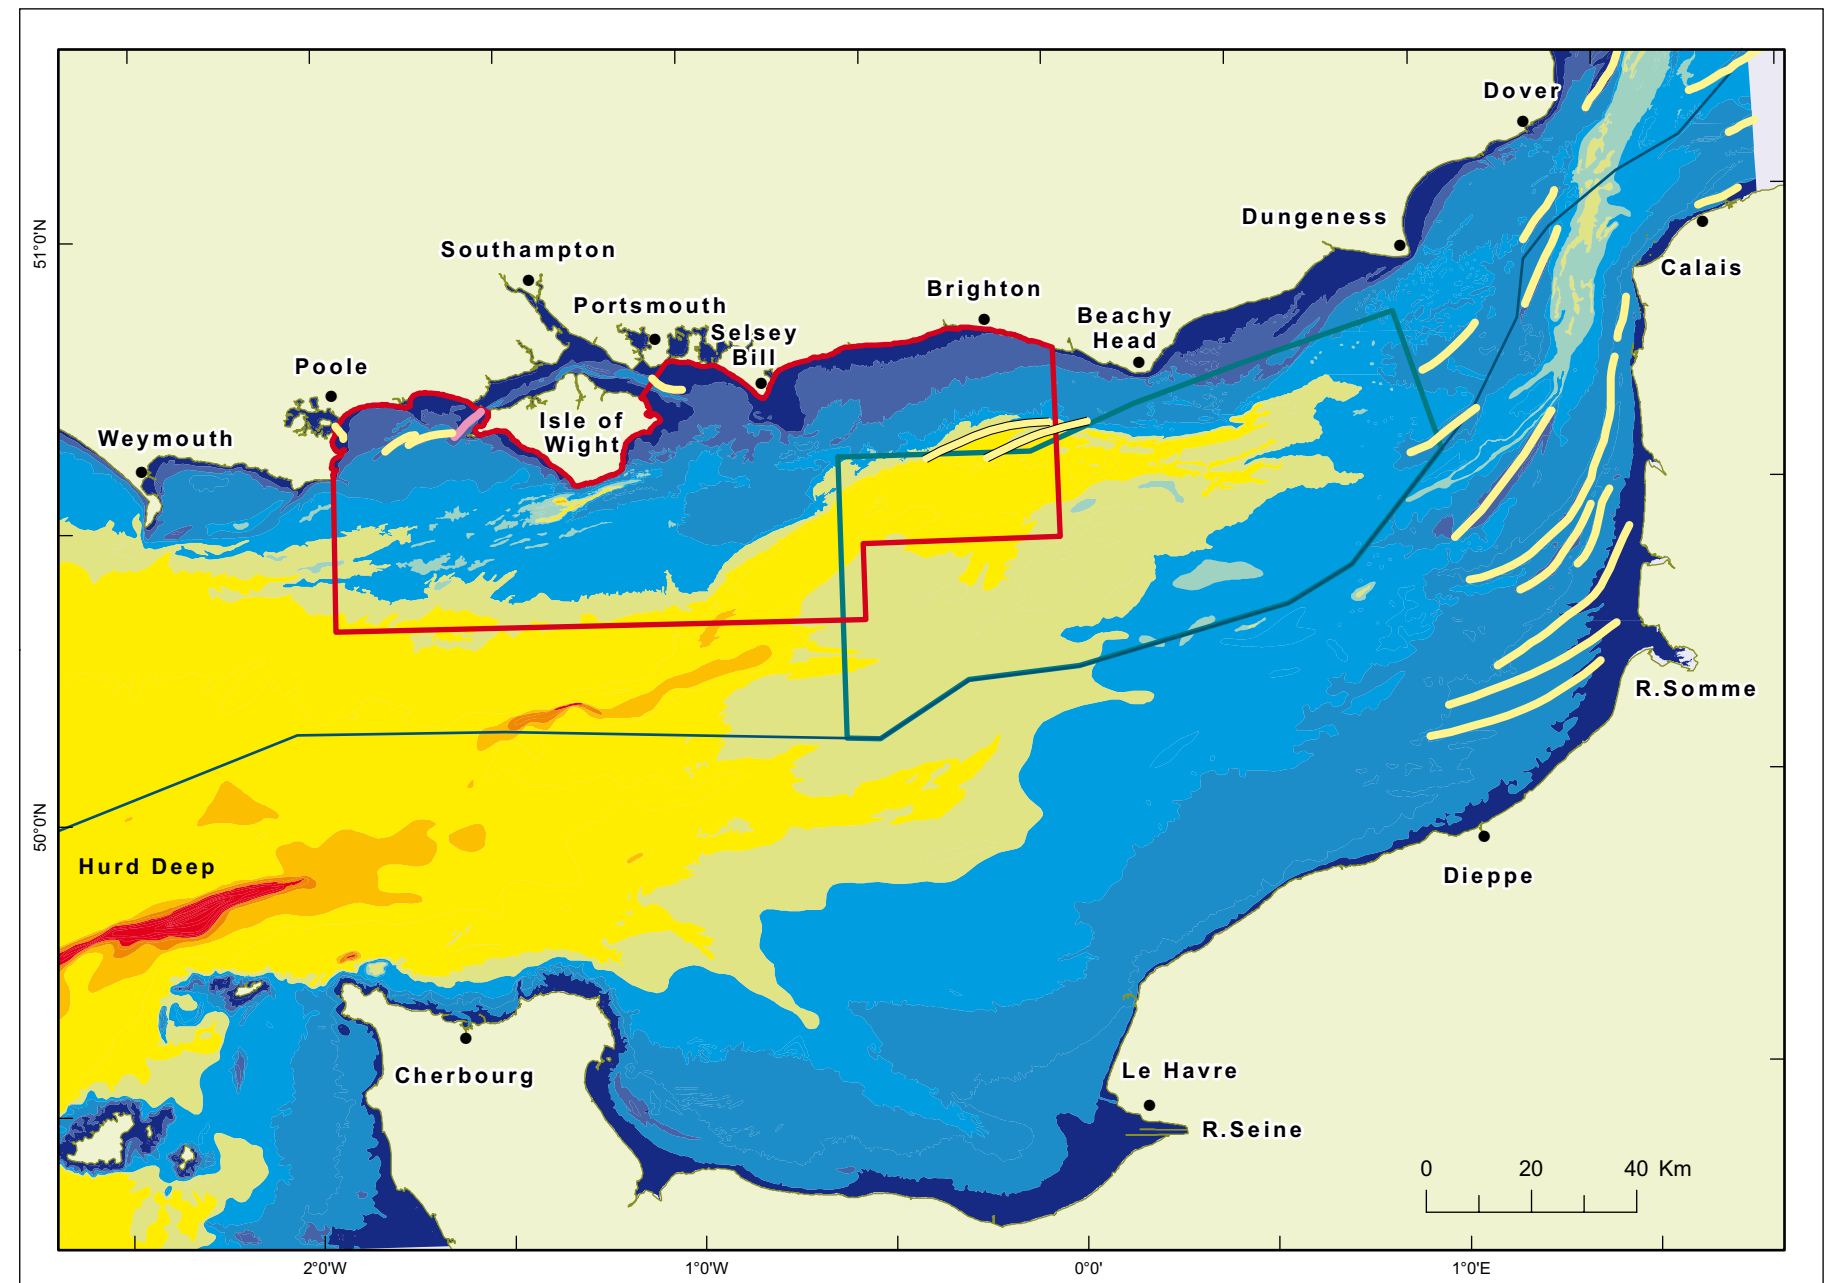 Dover
Dungeness
51°0'N
Southampton
Calais
Brighton
Portsmouth
Beachy
Head
Selsey
Bill
Poole
Isle of
Wight
Weymouth
R.Somme
50°0'N
Hurd Deep
Dieppe
Cherbourg
Le Havre
R.Seine
0 20 40 Km
2°0'W 1°0'W 0°0' 1°0'E